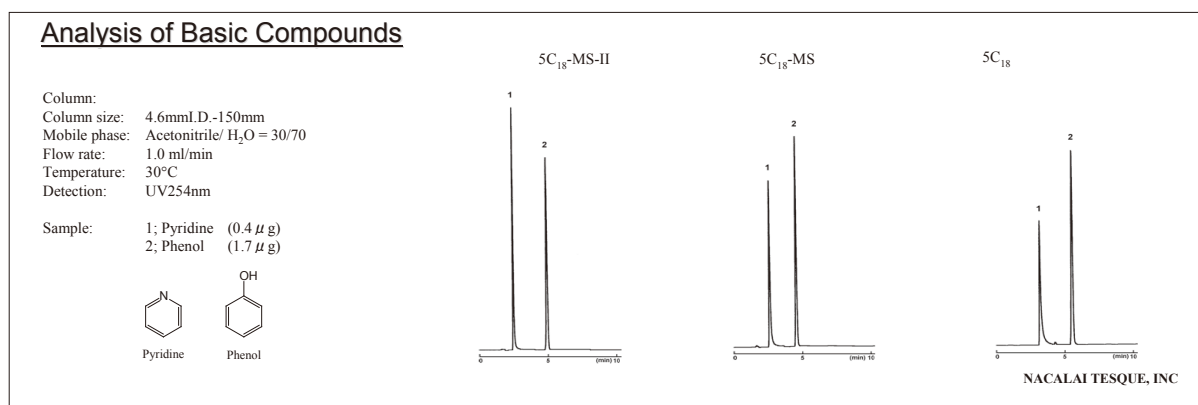 Analysis of Basic Compounds
Column:
Column size: 4.6mmI.D.-150mm
Mobile phase: Acetonitrile/ H₂O = 30/70
Flow rate: 1.0 ml/min
Temperature: 30°C
Detection: UV254nm
Sample: 1; Pyridine (0.4 μ g)
2; Phenol (1.7 μ g)
N
Pyridine
OH
Phenol
5C₁₈-MS-II
1
2
0 5 (min) 10
5C₁₈-MS
1
2
0 5 (min) 10
5C₁₈
1
2
0 5 (min) 10
NACALAI TESQUE, INC